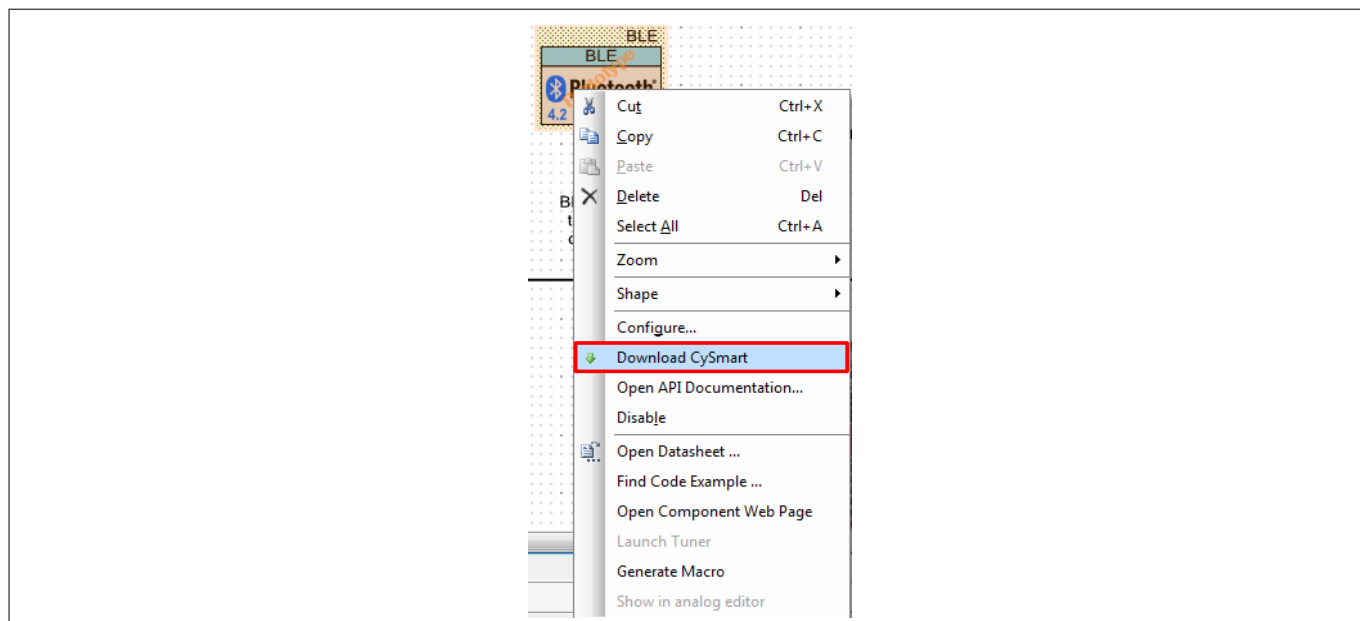 BLE
BLE
Prototype
Bluetooth
4.2
Cut Ctrl+X
Copy Ctrl+C
Paste Ctrl+V
Delete Del
Select All Ctrl+A
Zoom
Shape
Configure...
Download CySmart
Open API Documentation...
Disable
Open Datasheet ...
Find Code Example ...
Open Component Web Page
Launch Tuner
Generate Macro
Show in analog editor